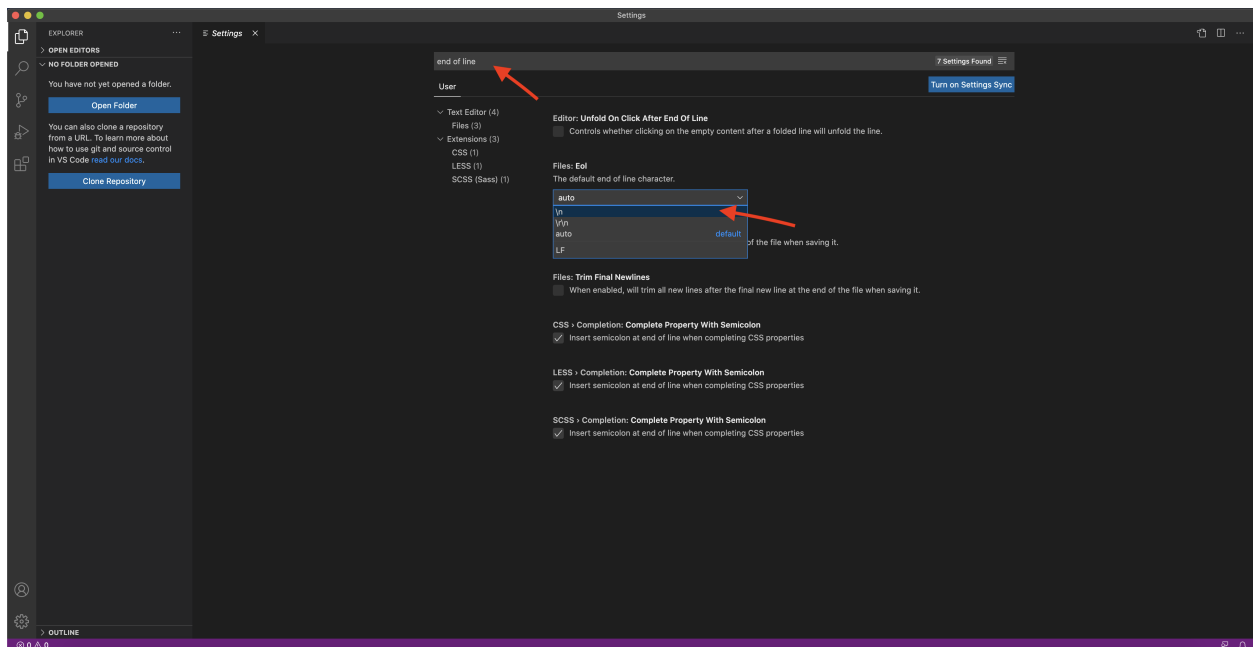 Settings
EXPLORER
Settings
OPEN EDITORS
NO FOLDER OPENED
You have not yet opened a folder.
Open Folder
You can also clone a repository
from a URL. To learn more about
how to use git and source control
in VS Code read our docs.
Clone Repository
OUTLINE
end of line
7 Settings Found
User
Turn on Settings Sync
Text Editor (4)
Files (3)
Extensions (3)
CSS (1)
LESS (1)
SCSS (Sass) (1)
Editor: Unfold On Click After End Of Line
Controls whether clicking on the empty content after a folded line will unfold the line.
Files: Eol
The default end of line character.
auto
\n
\r\n
auto default
LF
of the file when saving it.
Files: Trim Final Newlines
When enabled, will trim all new lines after the final new line at the end of the file when saving it.
CSS › Completion: Complete Property With Semicolon
Insert semicolon at end of line when completing CSS properties
LESS › Completion: Complete Property With Semicolon
Insert semicolon at end of line when completing CSS properties
SCSS › Completion: Complete Property With Semicolon
Insert semicolon at end of line when completing CSS properties
0 0